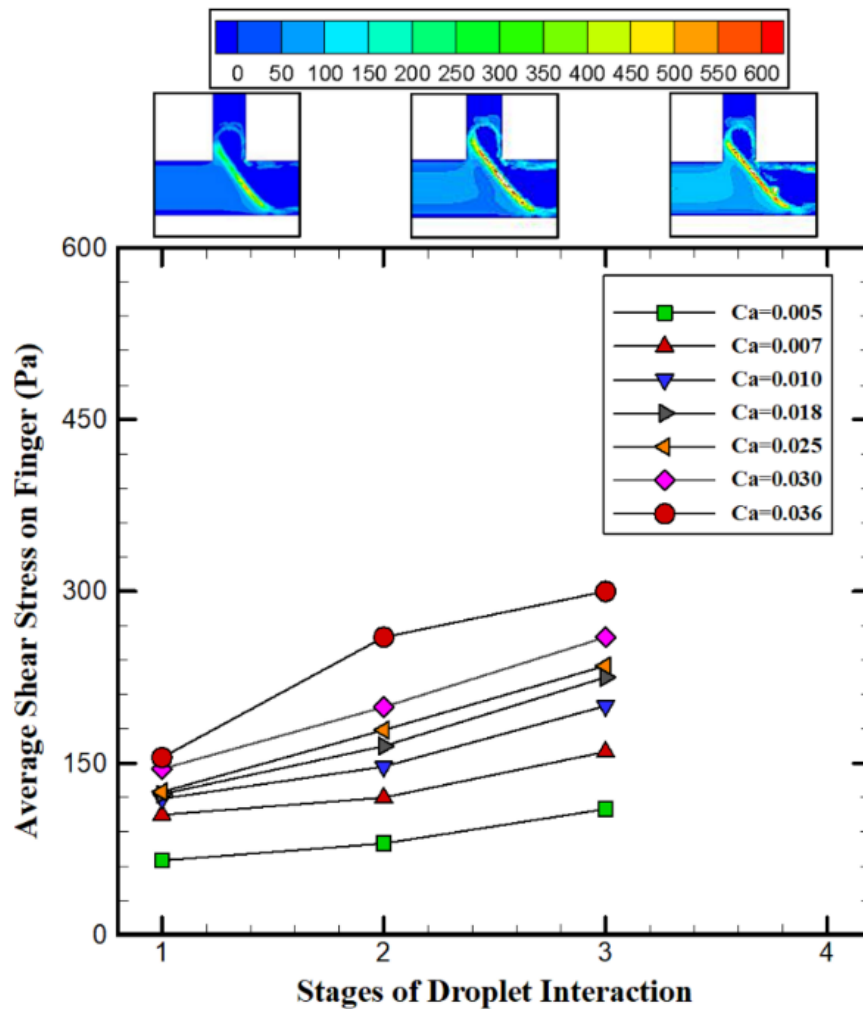 0 50 100 150 200 250 300 350 400 450 500 550 600
600
450
300
150
0
Average Shear Stress on Finger (Pa)
Ca=0.005
Ca=0.007
Ca=0.010
Ca=0.018
Ca=0.025
Ca=0.030
Ca=0.036
1 2 3 4
Stages of Droplet Interaction